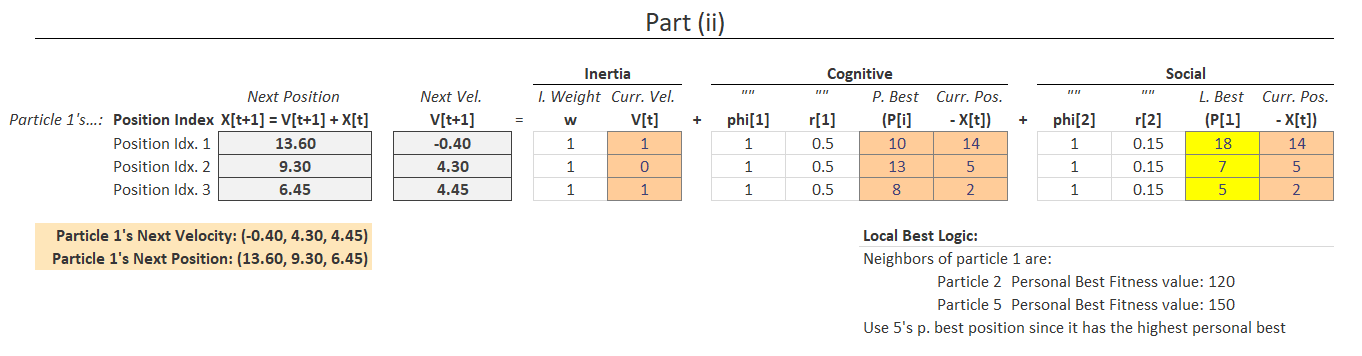 Part (ii)
Inertia Cognitive Social
Next Position Next Vel. I. Weight Curr. Vel. "" "" P. Best Curr. Pos. "" "" L. Best Curr. Pos.
Particle 1's...: Position Index X[t+1] = V[t+1] + X[t] V[t+1] = w V[t] + phi[1] r[1] (P[i] - X[t]) + phi[2] r[2] (P[l] - X[t])
Position Idx. 1 13.60 -0.40 1 1 1 0.5 10 14 1 0.15 18 14
Position Idx. 2 9.30 4.30 1 0 1 0.5 13 5 1 0.15 7 5
Position Idx. 3 6.45 4.45 1 1 1 0.5 8 2 1 0.15 5 2
Particle 1's Next Velocity: (-0.40, 4.30, 4.45)
Particle 1's Next Position: (13.60, 9.30, 6.45)
Local Best Logic:
Neighbors of particle 1 are:
Particle 2 Personal Best Fitness value: 120
Particle 5 Personal Best Fitness value: 150
Use 5's p. best position since it has the highest personal best